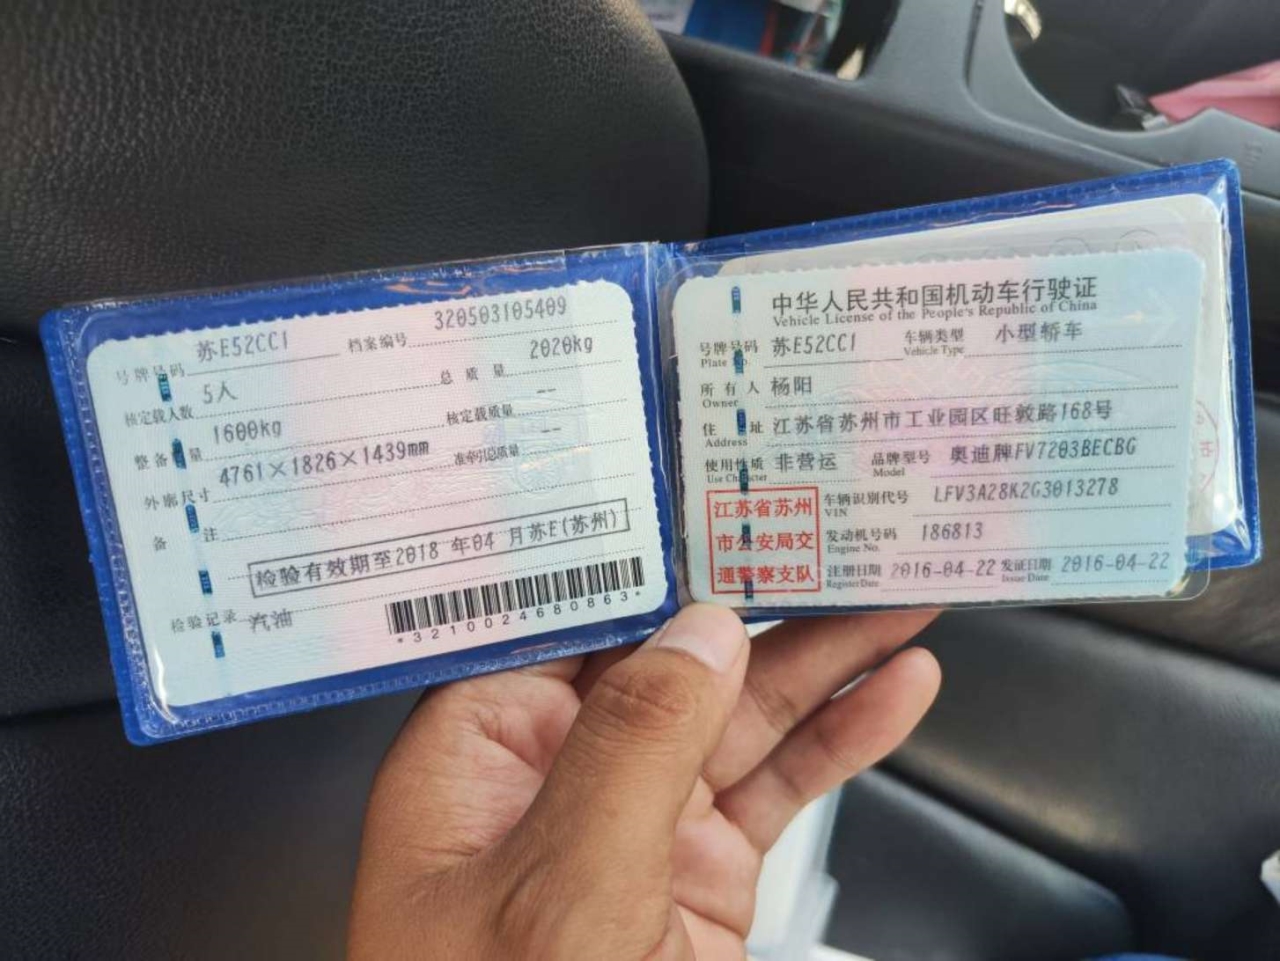 号牌号码 苏E52CC1 档案编号 320503105409
核定载人数 5人 总质量 2020kg
整备质量 1600kg 核定载质量 --
外廓尺寸 4761×1826×1439mm 准牵引总质量 --
备注
检验有效期至2018 年04 月苏E(苏州)
检验记录 汽油
*3210024680863*
中华人民共和国机动车行驶证
Vehicle License of the People's Republic of China
号牌号码 苏E52CC1 车辆类型 小型轿车
Plate No. Vehicle Type
所有人 杨阳
Owner
住址 江苏省苏州市工业园区旺敦路168号
Address
使用性质 非营运 品牌型号 奥迪牌FV7203BECBG
Use Character Model
江苏省苏州
市公安局交
通警察支队
车辆识别代号 LFV3A28K2G3013278
VIN
发动机号码 186813
Engine No.
注册日期 2016-04-22 发证日期 2016-04-22
Register Date Issue Date